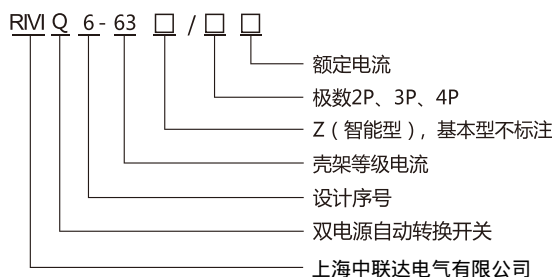 RMQ6-63□/□□
额定电流
极数2P、3P、4P
Z（智能型），基本型不标注
壳架等级电流
设计序号
双电源自动转换开关
上海中联达电气有限公司